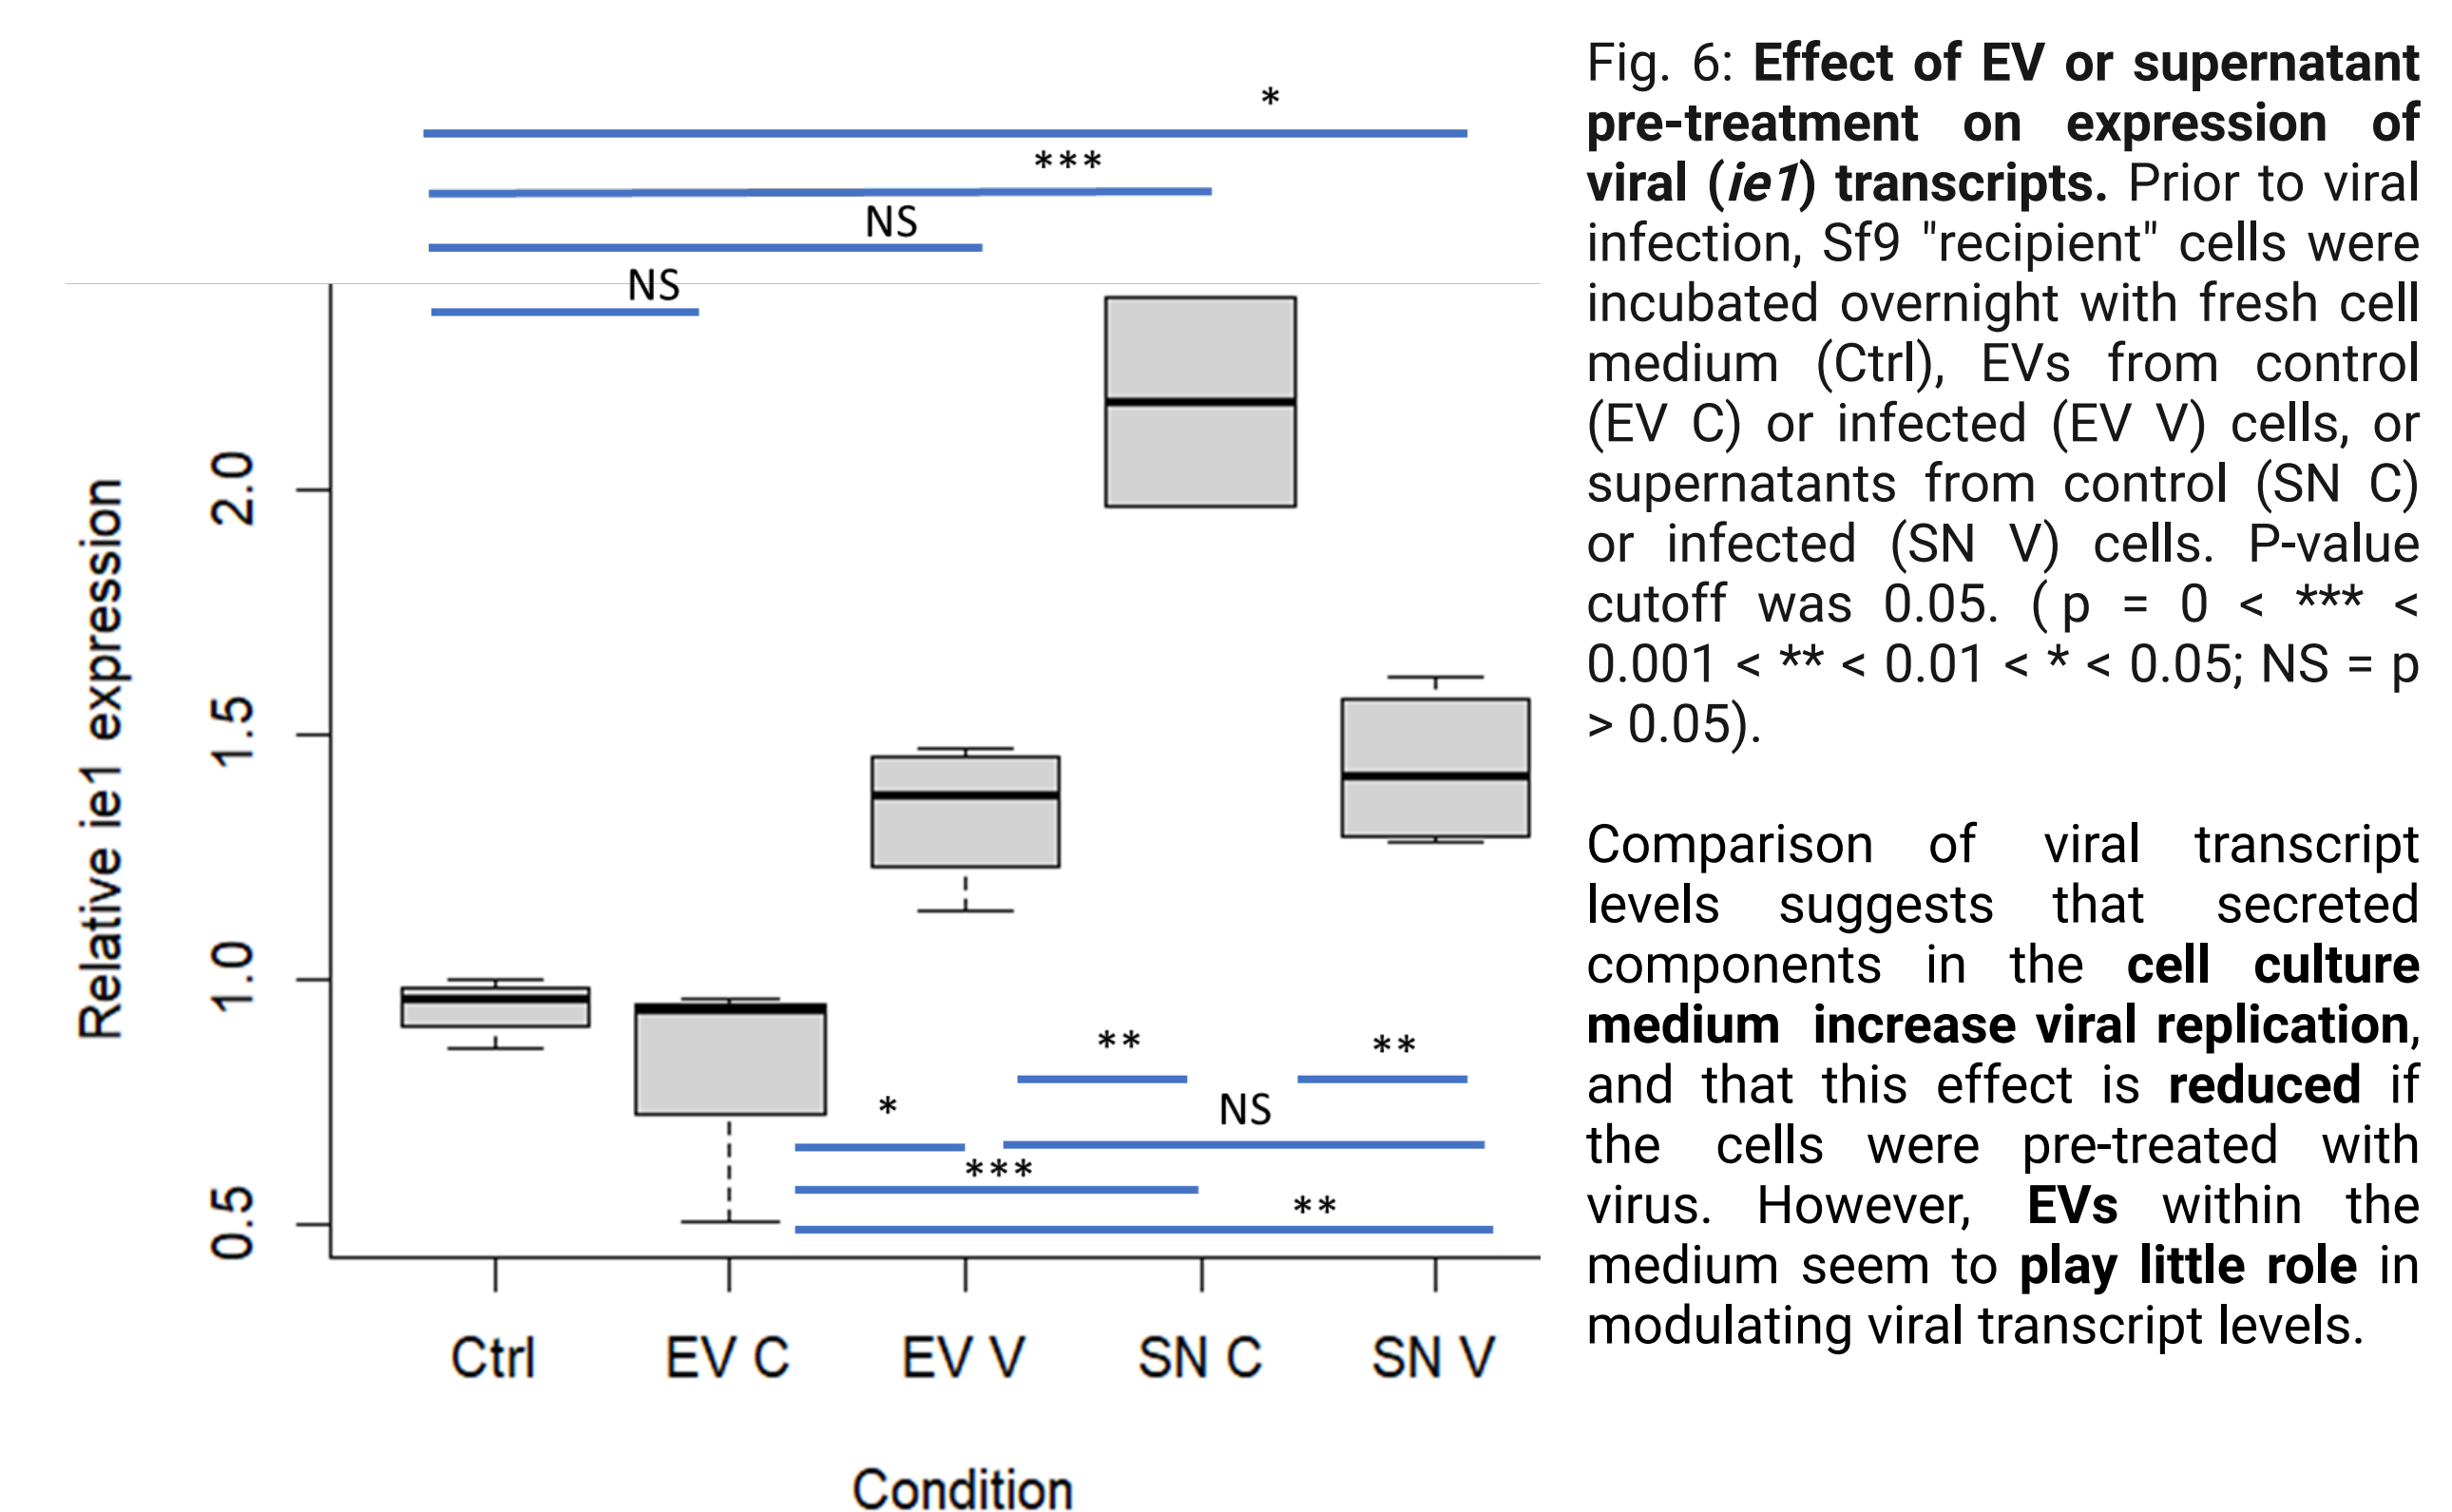 *
***
NS
NS
Relative ie1 expression
2.0
1.5
1.0
0.5
**
**
*
NS
***
**
Ctrl
EV C
EV V
SN C
SN V
Condition
Fig. 6: Effect of EV or supernatant
pre-treatment on expression of
viral (ie1) transcripts. Prior to viral
infection, Sf9 "recipient" cells were
incubated overnight with fresh cell
medium (Ctrl), EVs from control
(EV C) or infected (EV V) cells, or
supernatants from control (SN C)
or infected (SN V) cells. P-value
cutoff was 0.05. ( p = 0 < *** <
0.001 < ** < 0.01 < * < 0.05; NS = p
> 0.05).
Comparison of viral transcript
levels suggests that secreted
components in the cell culture
medium increase viral replication,
and that this effect is reduced if
the cells were pre-treated with
virus. However, EVs within the
medium seem to play little role in
modulating viral transcript levels.